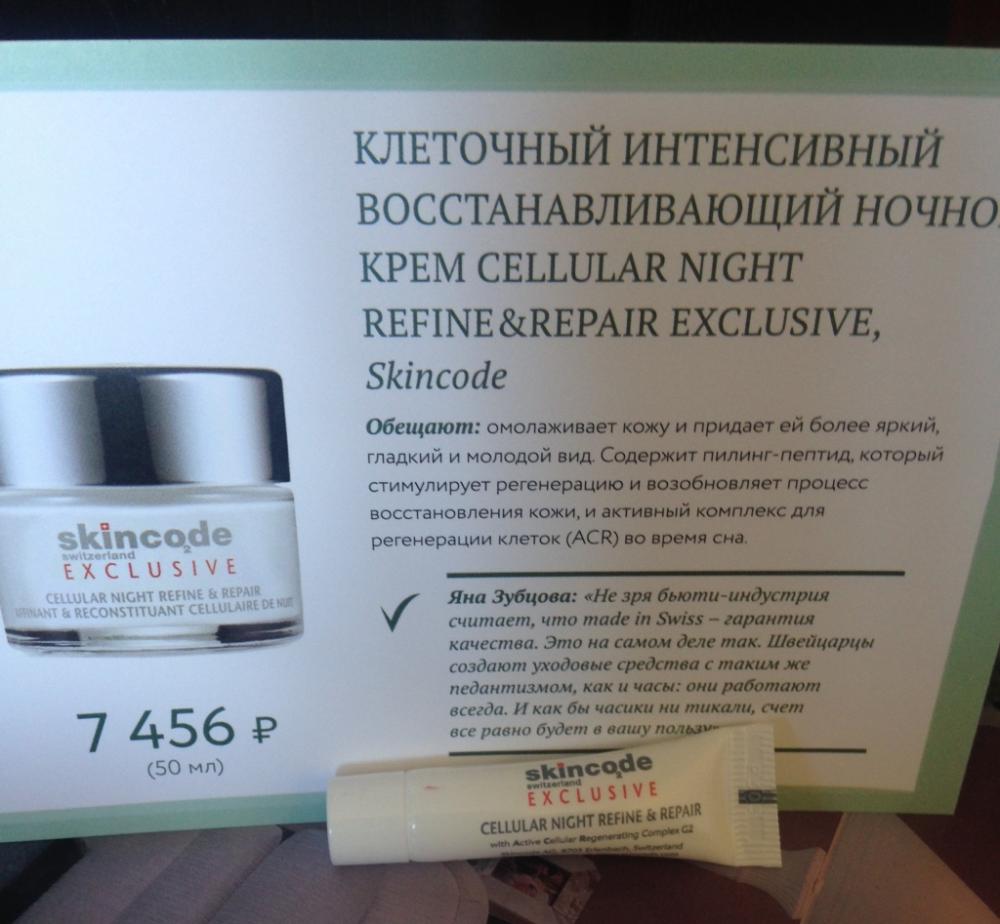 КЛЕТОЧНЫЙ ИНТЕНСИВНЫЙ
ВОССТАНАВЛИВАЮЩИЙ НОЧНО
КРЕМ CELLULAR NIGHT
REFINE&REPAIR EXCLUSIVE,
Skincode
Обещают: омолаживает кожу и придает ей более яркий,
гладкий и молодой вид. Содержит пилинг-пептид, который
стимулирует регенерацию и возобновляет процесс
восстановления кожи, и активный комплекс для
регенерации клеток (ACR) во время сна.
Яна Зубцова: «Не зря бьюти-индустрия
считает, что made in Swiss – гарантия
качества. Это на самом деле так. Швейцарцы
создают уходовые средства с таким же
педантизмом, как и часы: они работают
всегда. И как бы часики ни тикали, счет
все равно будет в вашу пользу
skincode
2
switzerland
EXCLUSIVE
CELLULAR NIGHT REFINE & REPAIR
& RECONSTITUANT CELLULAIRE DE NUIT
7 456 ₽
(50 мл)
skincode
2
switzerland
EXCLUSIVE
CELLULAR NIGHT REFINE & REPAIR
with Active Cellular Regenerating Complex G2
Switzerland